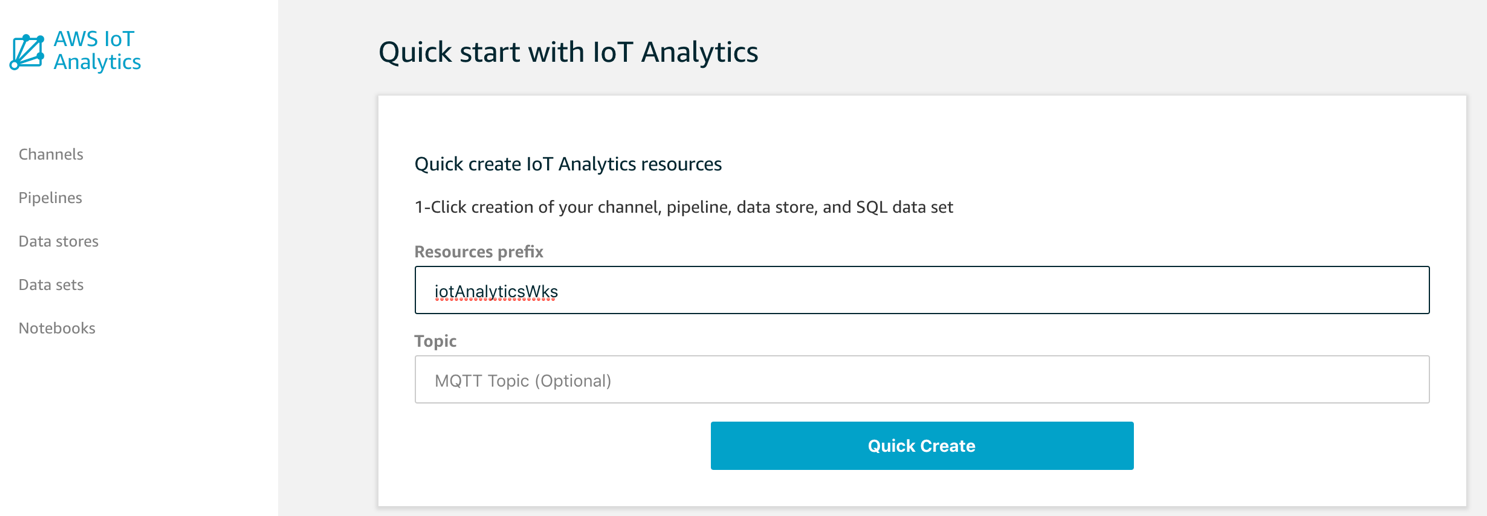 AWS IoT
Analytics
Channels
Pipelines
Data stores
Data sets
Notebooks
Quick start with IoT Analytics
Quick create IoT Analytics resources
1-Click creation of your channel, pipeline, data store, and SQL data set
Resources prefix
iotAnalyticsWks
Topic
MQTT Topic (Optional)
Quick Create